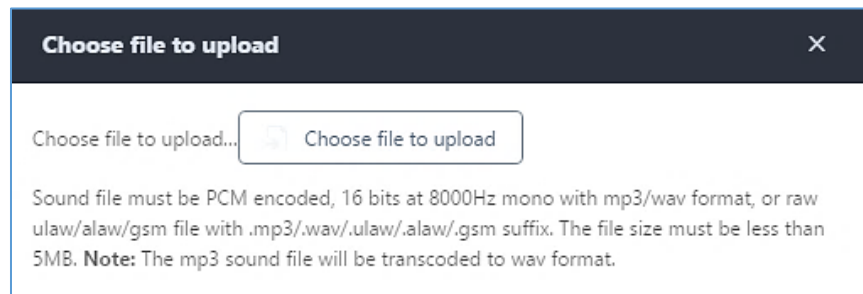 Choose file to upload
Choose file to upload... Choose file to upload
Sound file must be PCM encoded, 16 bits at 8000Hz mono with mp3/wav format, or raw
ulaw/alaw/gsm file with .mp3/.wav/.ulaw/.alaw/.gsm suffix. The file size must be less than
5MB. Note: The mp3 sound file will be transcoded to wav format.